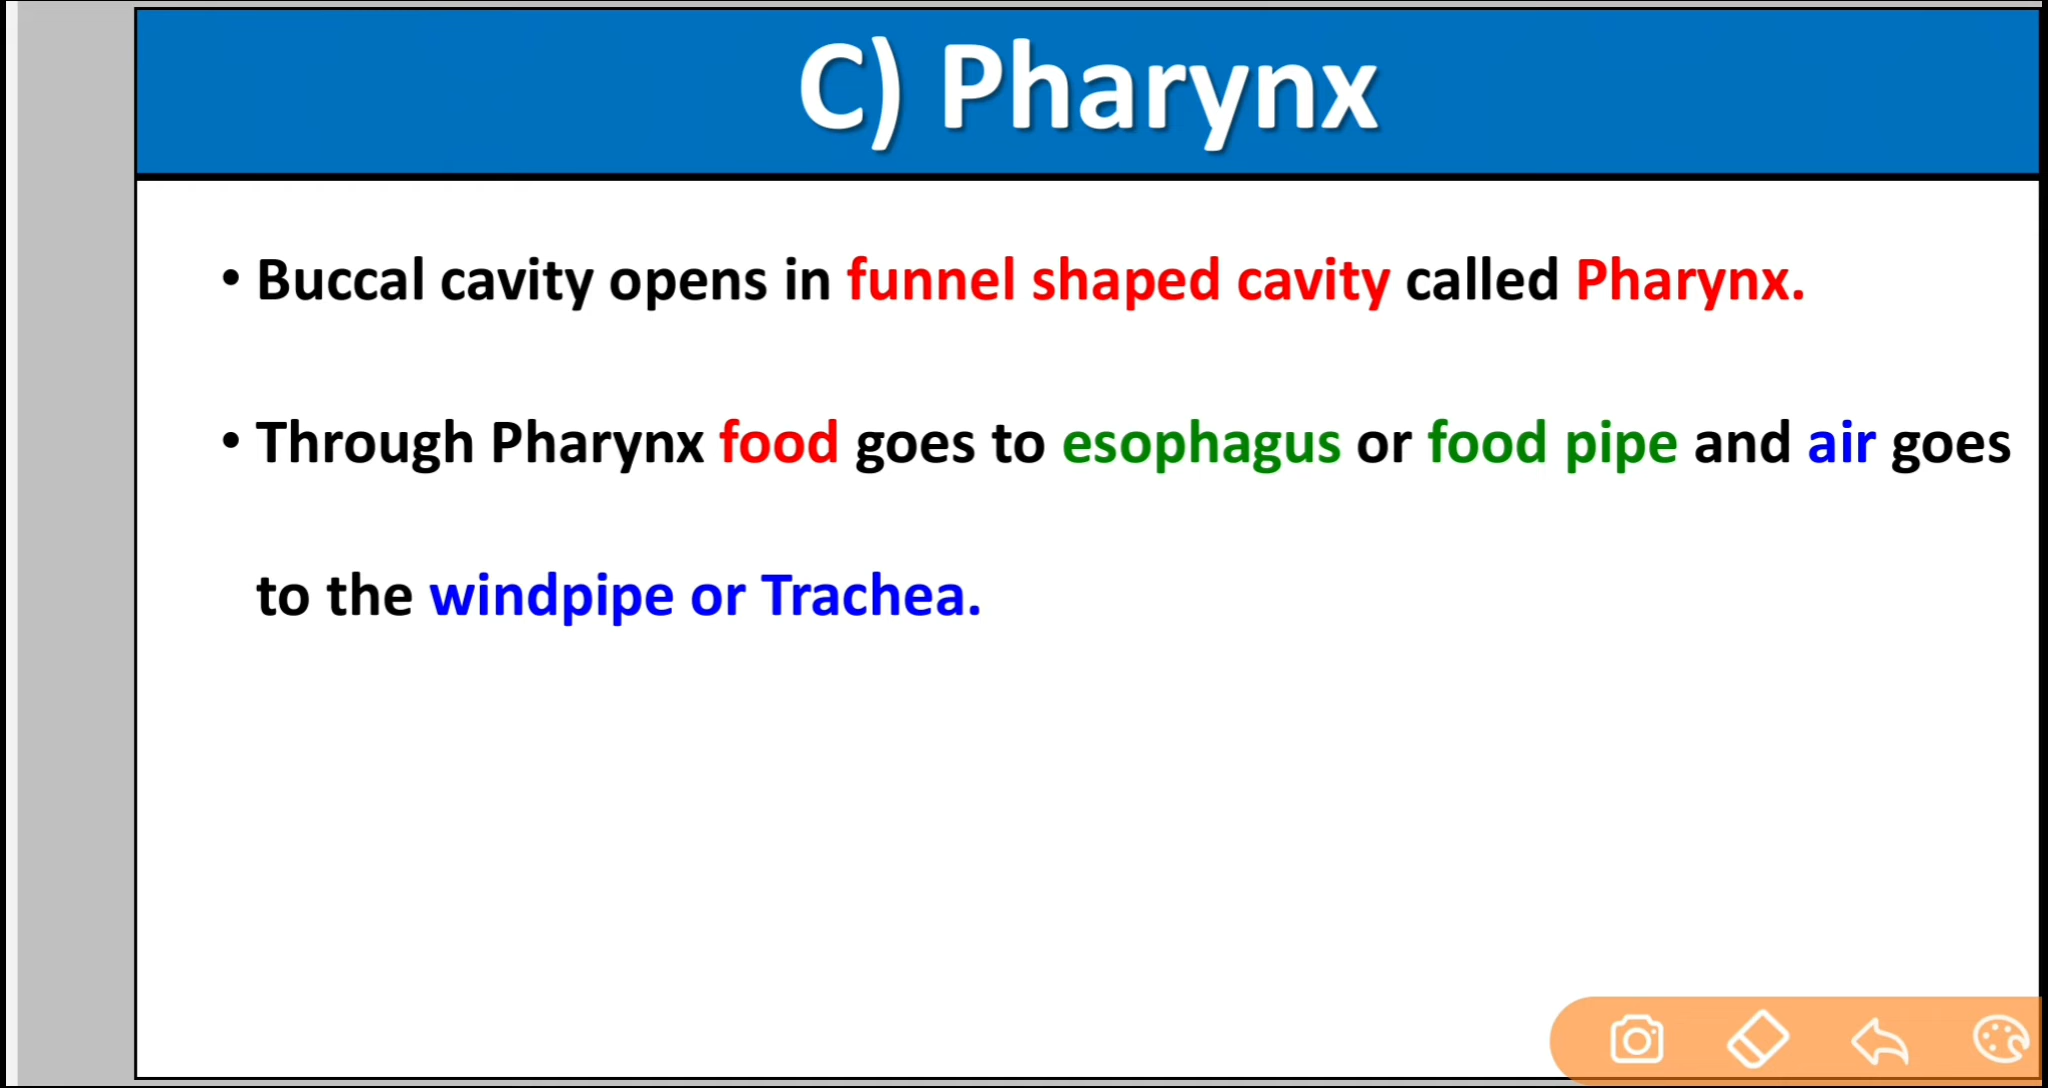 C) Pharynx
• Buccal cavity opens in funnel shaped cavity called Pharynx.
• Through Pharynx food goes to esophagus or food pipe and air goes
to the windpipe or Trachea.